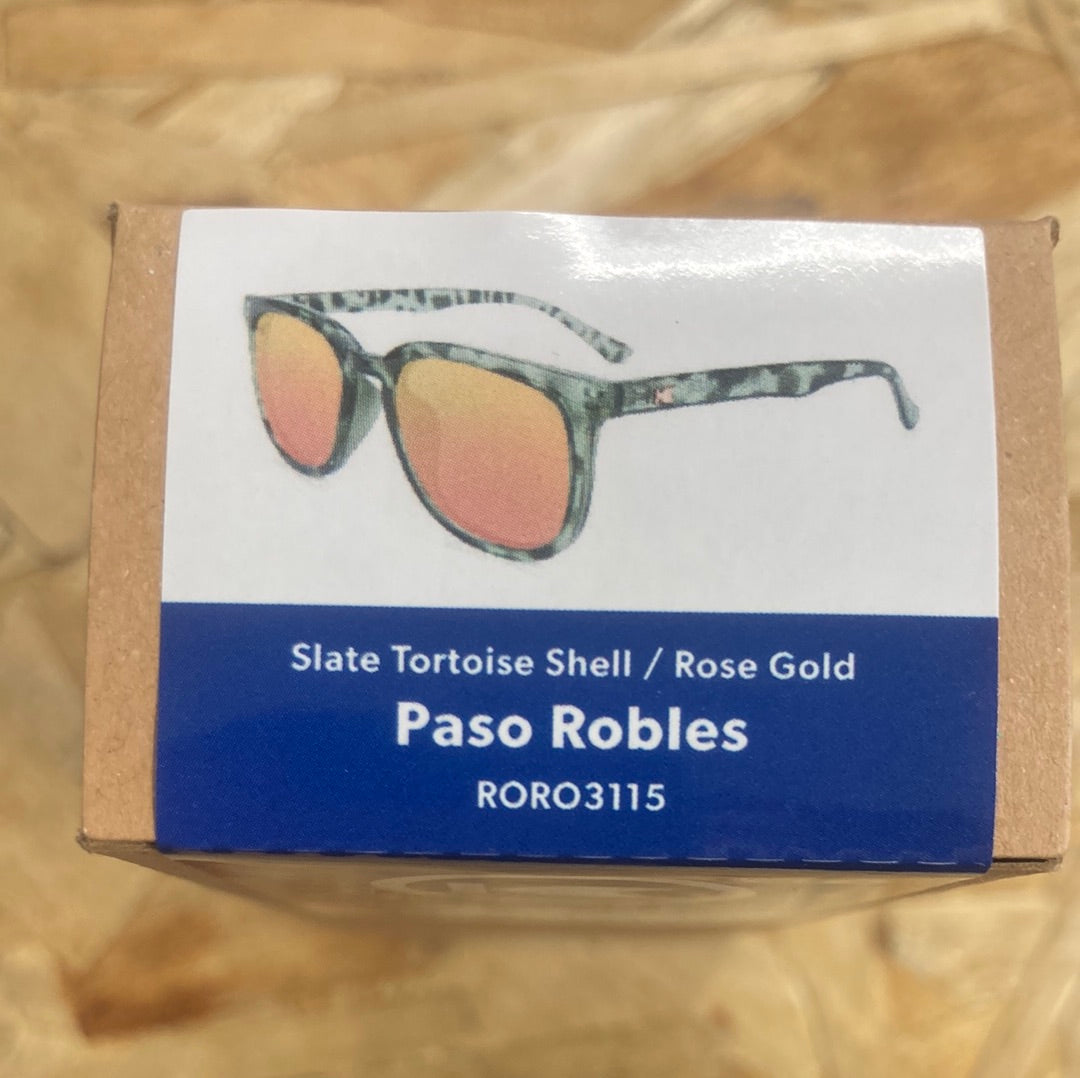 Slate Tortoise Shell / Rose Gold
Paso Robles
RORO3115